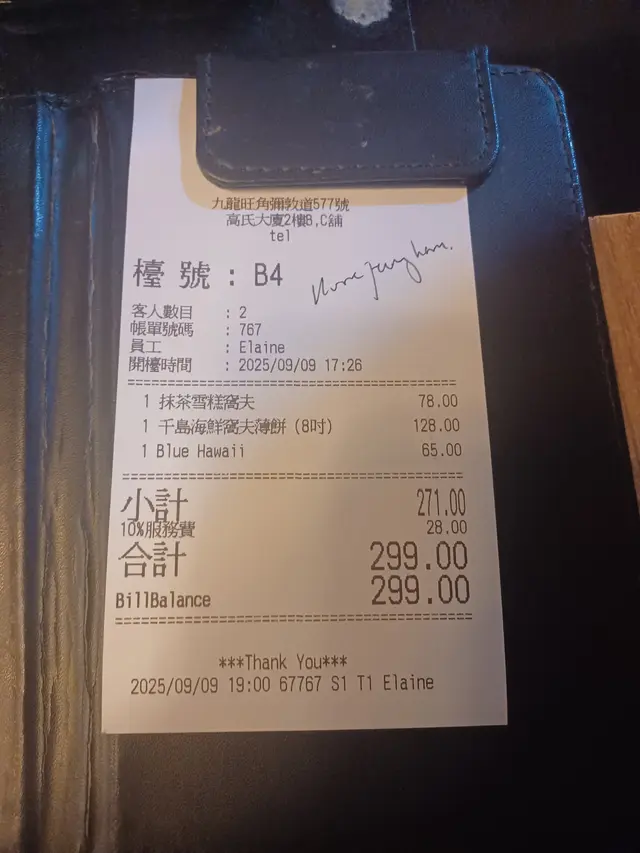 九龍旺角彌敦道577號
高氏大廈2樓B,C舖
tel
檯 號 : B4
客人數目 : 2
帳單號碼 : 767
員工 : Elaine
開檯時間 : 2025/09/09 17:26
1 抹茶雪糕窩夫 78.00
1 千島海鮮窩夫薄餅 (8吋) 128.00
1 Blue Hawaii 65.00
小計 271.00
10%服務費 28.00
合計 299.00
BillBalance 299.00
***Thank You***
2025/09/09 19:00 67767 S1 T1 Elaine